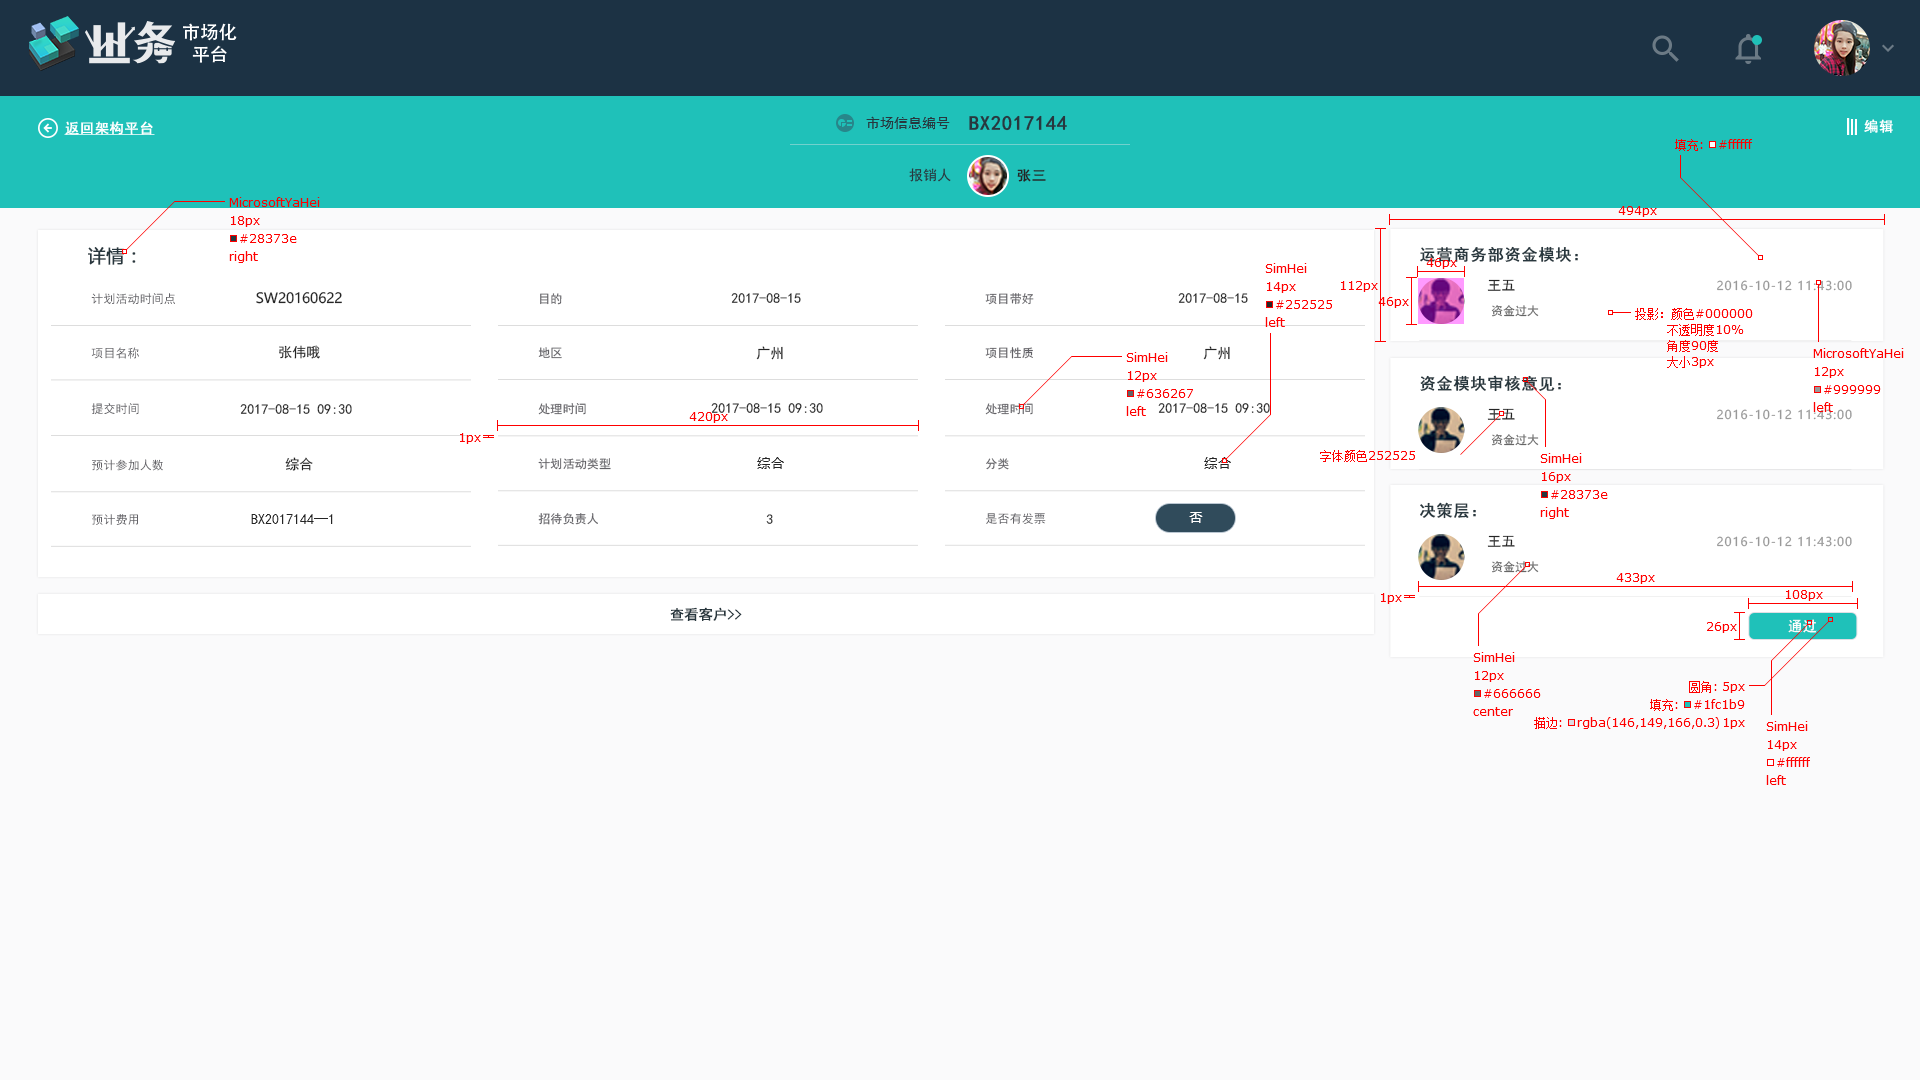 业务 市场化
平台
返回架构平台
市场信息编号 BX2017144
编辑
填充: #ffffff
报销人 张三
MicrosoftYaHei
18px
#28373e
right
494px
详情：
计划活动时间点 SW20160622
目的 2017-08-15
项目带好 2017-08-15
SimHei
14px
#252525
left
项目名称 张伟哦
地区 广州
项目性质 广州
SimHei
12px
#636267
left
提交时间 2017-08-15 09:30
处理时间 2017-08-15 09:30
处理时间 2017-08-15 09:30
420px
1px
预计参加人数 综合
计划活动类型 综合
分类 综合
预计费用 BX2017144—1
招待负责人 3
是否有发票 否
查看客户>>
运营商务部资金模块：
46px
112px
46px
王五 2016-10-12 11:43:00
资金过大
投影: 颜色#000000
不透明度10%
角度90度
大小3px
MicrosoftYaHei
12px
#999999
left
资金模块审核意见：
王五 2016-10-12 11:43:00
资金过大
字体颜色252525
SimHei
16px
#28373e
right
决策层：
王五 2016-10-12 11:43:00
资金过大
433px
1px
108px
26px
通过
SimHei
12px
#666666
center
圆角: 5px
填充: #1fc1b9
描边: rgba(146,149,166,0.3) 1px
SimHei
14px
#ffffff
left